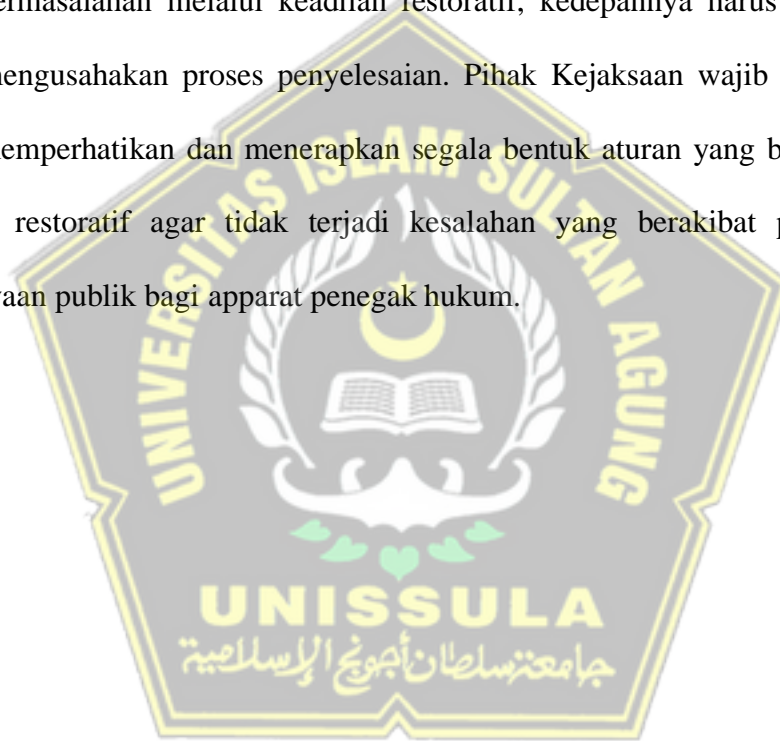 permasalahan melalui keadilan restoratif, kedepannya harus
mengusahakan proses penyelesaian. Pihak Kejaksaan wajib
memperhatikan dan menerapkan segala bentuk aturan yang b
restoratif agar tidak terjadi kesalahan yang berakibat p
yaan publik bagi apparat penegak hukum.
UNIVERSITAS ISLAM SULTAN AGUNG
UNISSULA
جامعة سلطان أجونج الإسلامية